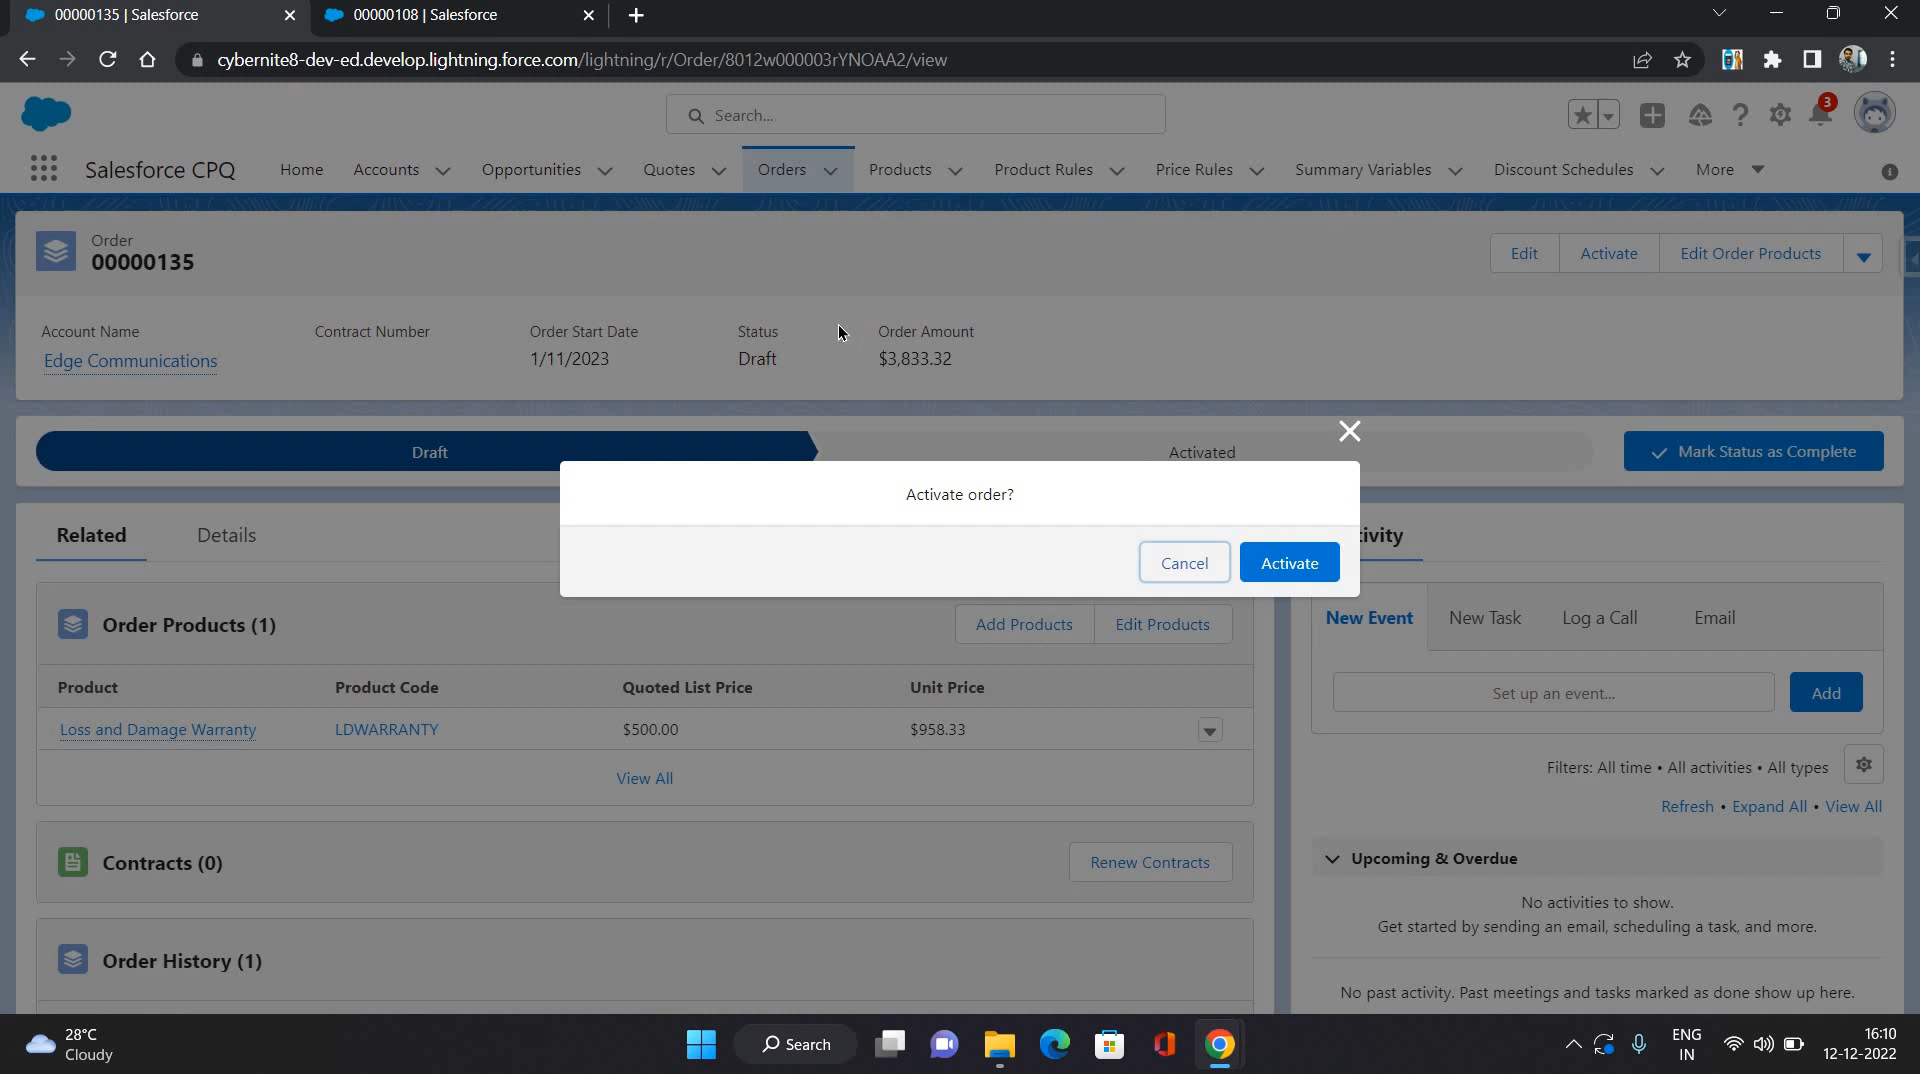 00000135 | Salesforce
00000108 | Salesforce
cybernite8-dev-ed.develop.lightning.force.com/lightning/r/Order/8012w000003rYNOAA2/view
Search...
3
Salesforce CPQ
Home
Accounts
Opportunities
Quotes
Orders
Products
Product Rules
Price Rules
Summary Variables
Discount Schedules
More
Order
00000135
Edit
Activate
Edit Order Products
Account Name
Contract Number
Order Start Date
Status
Order Amount
Edge Communications
1/11/2023
Draft
$3,833.32
Draft
Activated
Mark Status as Complete
Activate order?
Cancel
Activate
Related
Details
ivity
Order Products (1)
Add Products
Edit Products
Product
Product Code
Quoted List Price
Unit Price
Loss and Damage Warranty
LDWARRANTY
$500.00
$958.33
View All
Contracts (0)
Renew Contracts
Order History (1)
New Event
New Task
Log a Call
Email
Set up an event...
Add
Filters: All time • All activities • All types
Refresh • Expand All • View All
Upcoming & Overdue
No activities to show.
Get started by sending an email, scheduling a task, and more.
No past activity. Past meetings and tasks marked as done show up here.
28°C
Cloudy
Search
ENG
IN
16:10
12-12-2022